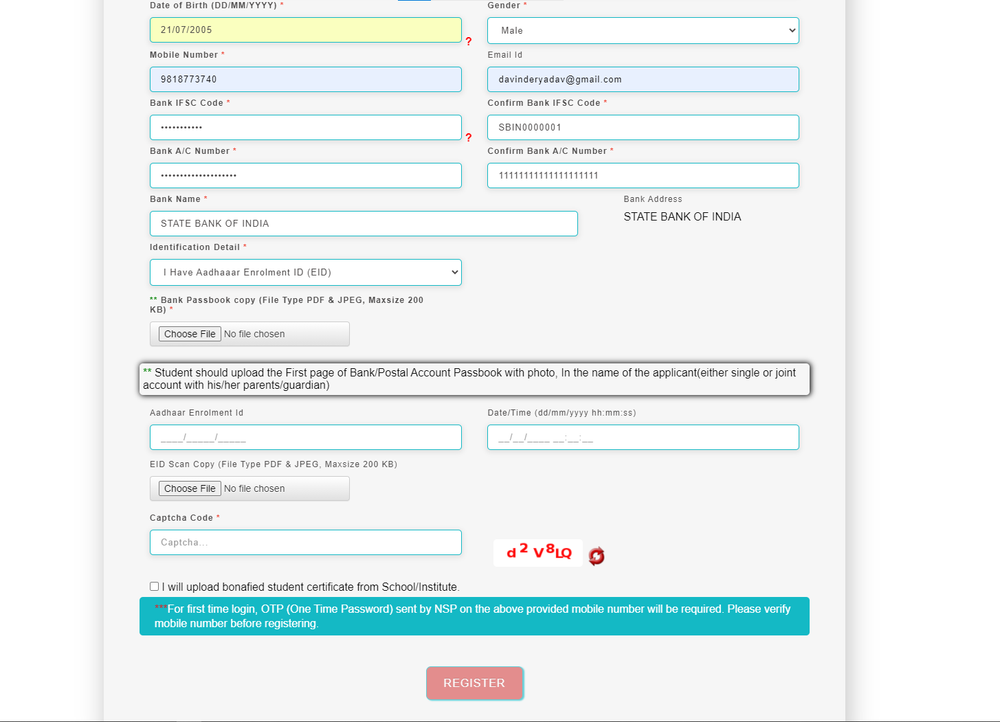 Date of Birth (DD/MM/YYYY) * Gender *
21/07/2005 ? Male
Mobile Number * Email Id
9818773740 davinderyadav@gmail.com
Bank IFSC Code * Confirm Bank IFSC Code *
••••••••••• ? SBIN0000001
Bank A/C Number * Confirm Bank A/C Number *
•••••••••••••••••••• 11111111111111111111
Bank Name * Bank Address
STATE BANK OF INDIA STATE BANK OF INDIA
Identification Detail *
I Have Aadhaaar Enrolment ID (EID)
** Bank Passbook copy (File Type PDF & JPEG, Maxsize 200
KB) *
Choose File No file chosen
** Student should upload the First page of Bank/Postal Account Passbook with photo, In the name of the applicant(either single or joint
account with his/her parents/guardian)
Aadhaar Enrolment Id Date/Time (dd/mm/yyyy hh:mm:ss)
____/_____/_____ __/__/____ __:__:__
EID Scan Copy (File Type PDF & JPEG, Maxsize 200 KB)
Choose File No file chosen
Captcha Code *
Captcha... d 2 V 8 L Q
I will upload bonafied student certificate from School/Institute.
***For first time login, OTP (One Time Password) sent by NSP on the above provided mobile number will be required. Please verify
mobile number before registering.
REGISTER